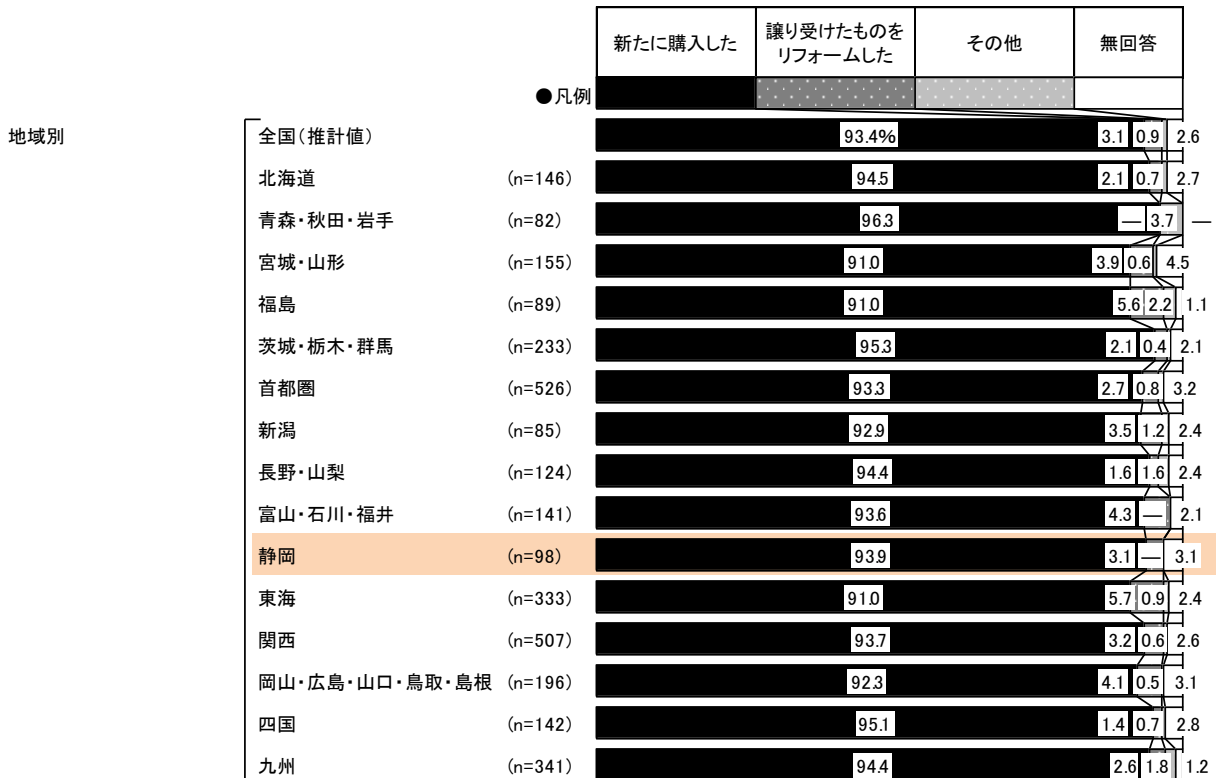 新たに購入した 譲り受けたものをリフォームした その他 無回答
●凡例
地域別
全国(推計値) 93.4% 3.1 0.9 2.6
北海道 (n=146) 94.5 2.1 0.7 2.7
青森・秋田・岩手 (n=82) 96.3 ― 3.7 ―
宮城・山形 (n=155) 91.0 3.9 0.6 4.5
福島 (n=89) 91.0 5.6 2.2 1.1
茨城・栃木・群馬 (n=233) 95.3 2.1 0.4 2.1
首都圏 (n=526) 93.3 2.7 0.8 3.2
新潟 (n=85) 92.9 3.5 1.2 2.4
長野・山梨 (n=124) 94.4 1.6 1.6 2.4
富山・石川・福井 (n=141) 93.6 4.3 ― 2.1
静岡 (n=98) 93.9 3.1 ― 3.1
東海 (n=333) 91.0 5.7 0.9 2.4
関西 (n=507) 93.7 3.2 0.6 2.6
岡山・広島・山口・鳥取・島根 (n=196) 92.3 4.1 0.5 3.1
四国 (n=142) 95.1 1.4 0.7 2.8
九州 (n=341) 94.4 2.6 1.8 1.2